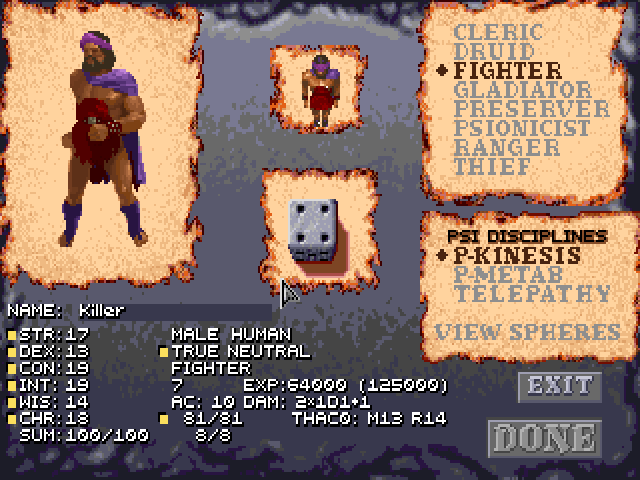 CLERIC
DRUID
FIGHTER
GLADIATOR
PRESERVER
PSIONICIST
RANGER
THIEF
PSI DISCIPLINES
P-KINESIS
P-METAB
TELEPATHY
VIEW SPHERES
NAME: Killer
STR:17 MALE HUMAN
DEX:13 TRUE NEUTRAL
CON:19 FIGHTER
INT:19 7 EXP:64000 (125000)
WIS:14 AC: 10 DAM: 2x1D1+1
CHR:18 81/81 THAC0: M13 R14
SUM:100/100 8/8
EXIT
DONE